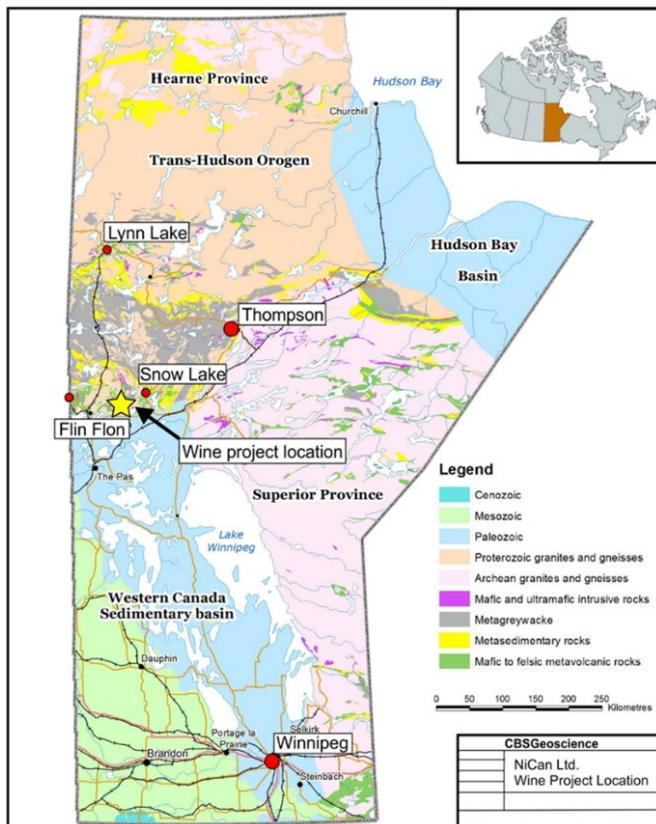 Hearne Province
Hudson Bay
Churchill
Trans-Hudson Orogen
Lynn Lake
Hudson Bay
Basin
Thompson
Snow Lake
Flin Flon
Wine project location
The Pas
Superior Province
Lake
Winnipeg
Western Canada
Sedimentary basin
Dauphin
Portage la
Prairie
Selkirk
Winnipeg
Brandon
Steinbach
Legend
Cenozoic
Mesozoic
Paleozoic
Proterozoic granites and gneisses
Archean granites and gneisses
Mafic and ultramafic intrusive rocks
Metagreywacke
Metasedimentary rocks
Mafic to felsic metavolcanic rocks
0 50 100 150 200 250
Kilometres
CBSGeoscience
NiCan Ltd.
Wine Project Location